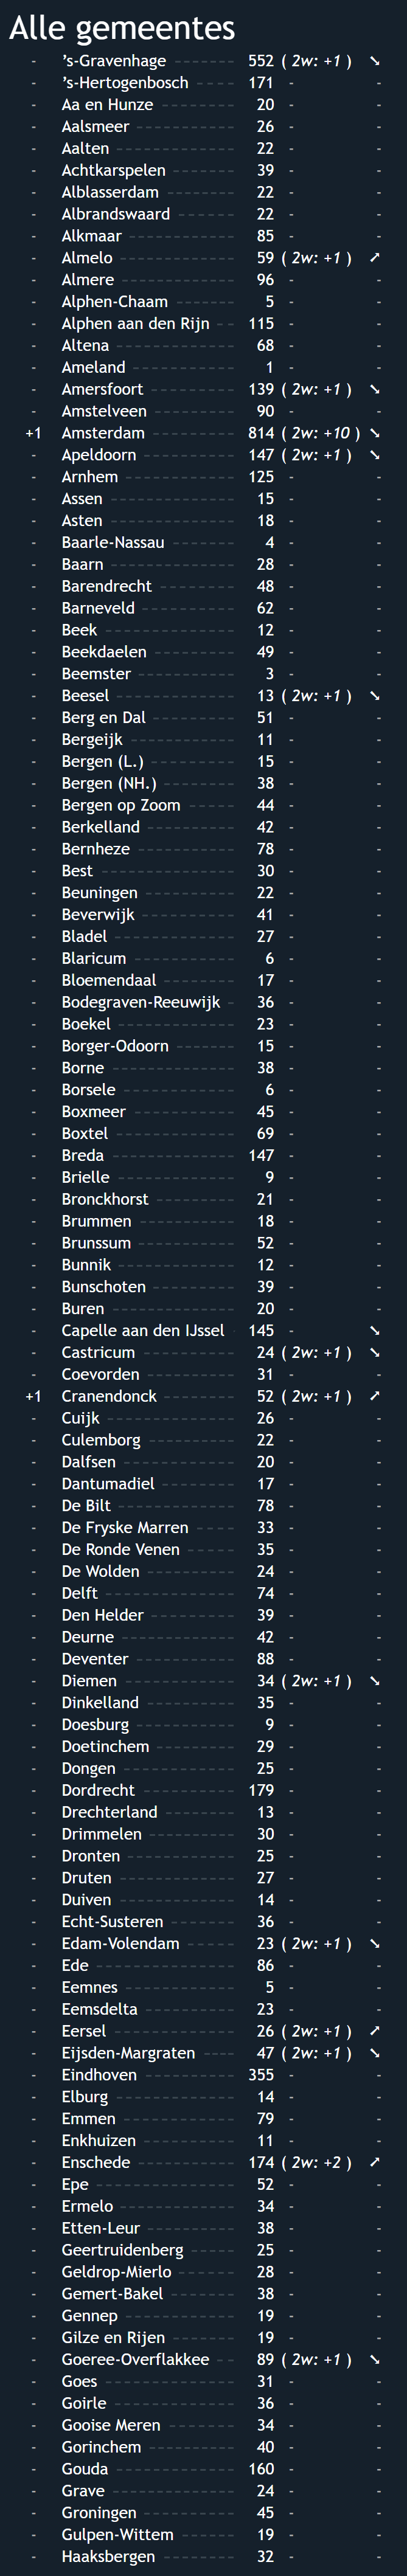 Alle gemeentes
- ’s-Gravenhage ------ 552 ( 2w: +1 ) ➘
- ’s-Hertogenbosch ----- 171 - -
- Aa en Hunze -------- 20 - -
- Aalsmeer ---------- 26 - -
- Aalten ------------ 22 - -
- Achtkarspelen ------- 39 - -
- Alblasserdam ------- 22 - -
- Albrandswaard ------ 22 - -
- Alkmaar ----------- 85 - -
- Almelo ------------ 59 ( 2w: +1 ) ➚
- Almere ------------ 96 - -
- Alphen-Chaam ------- 5 - -
- Alphen aan den Rijn -- 115 - -
- Altena ------------ 68 - -
- Ameland ----------- 1 - -
- Amersfoort --------- 139 ( 2w: +1 ) ➘
- Amstelveen --------- 90 - -
+1 Amsterdam --------- 814 ( 2w: +10 ) ➘
- Apeldoorn ---------- 147 ( 2w: +1 ) ➘
- Arnhem ------------ 125 - -
- Assen ------------- 15 - -
- Asten ------------- 18 - -
- Baarle-Nassau ------- 4 - -
- Baarn ------------- 28 - -
- Barendrecht -------- 48 - -
- Barneveld ---------- 62 - -
- Beek -------------- 12 - -
- Beekdaelen --------- 49 - -
- Beemster ---------- 3 - -
- Beesel ------------ 13 ( 2w: +1 ) ➘
- Berg en Dal --------- 51 - -
- Bergeijk ----------- 11 - -
- Bergen (L.) --------- 15 - -
- Bergen (NH.) -------- 38 - -
- Bergen op Zoom ----- 44 - -
- Berkelland ---------- 42 - -
- Bernheze ---------- 78 - -
- Best -------------- 30 - -
- Beuningen ---------- 22 - -
- Beverwijk ---------- 41 - -
- Bladel ------------ 27 - -
- Blaricum ----------- 6 - -
- Bloemendaal -------- 17 - -
- Bodegraven-Reeuwijk - 36 - -
- Boekel ------------ 23 - -
- Borger-Odoorn ------ 15 - -
- Borne ------------- 38 - -
- Borsele ------------ 6 - -
- Boxmeer ----------- 45 - -
- Boxtel ------------ 69 - -
- Breda ------------- 147 - -
- Brielle ------------ 9 - -
- Bronckhorst --------- 21 - -
- Brummen ---------- 18 - -
- Brunssum ---------- 52 - -
- Bunnik ------------ 12 - -
- Bunschoten --------- 39 - -
- Buren ------------- 20 - -
- Capelle aan den IJssel - 145 - ➘
- Castricum ---------- 24 ( 2w: +1 ) ➘
- Coevorden ---------- 31 - -
+1 Cranendonck -------- 52 ( 2w: +1 ) ➚
- Cuijk ------------- 26 - -
- Culemborg ---------- 22 - -
- Dalfsen ------------ 20 - -
- Dantumadiel -------- 17 - -
- De Bilt ------------ 78 - -
- De Fryske Marren ---- 33 - -
- De Ronde Venen ----- 35 - -
- De Wolden ---------- 24 - -
- Delft ------------- 74 - -
- Den Helder --------- 39 - -
- Deurne ------------ 42 - -
- Deventer ---------- 88 - -
- Diemen ------------ 34 ( 2w: +1 ) ➘
- Dinkelland ---------- 35 - -
- Doesburg ----------- 9 - -
- Doetinchem --------- 29 - -
- Dongen ------------ 25 - -
- Dordrecht ---------- 179 - -
- Drechterland -------- 13 - -
- Drimmelen --------- 30 - -
- Dronten ----------- 25 - -
- Druten ------------ 27 - -
- Duiven ------------ 14 - -
- Echt-Susteren ------- 36 - -
- Edam-Volendam ------ 23 ( 2w: +1 ) ➘
- Ede -------------- 86 - -
- Eemnes ------------ 5 - -
- Eemsdelta ---------- 23 - -
- Eersel ------------- 26 ( 2w: +1 ) ➚
- Eijsden-Margraten ---- 47 ( 2w: +1 ) ➘
- Eindhoven ---------- 355 - -
- Elburg ------------ 14 - -
- Emmen ------------ 79 - -
- Enkhuizen ---------- 11 - -
- Enschede ---------- 174 ( 2w: +2 ) ➚
- Epe -------------- 52 - -
- Ermelo ------------ 34 - -
- Etten-Leur --------- 38 - -
- Geertruidenberg ----- 25 - -
- Geldrop-Mierlo ------ 28 - -
- Gemert-Bakel ------- 38 - -
- Gennep ------------ 19 - -
- Gilze en Rijen ------- 19 - -
- Goeree-Overflakkee -- 89 ( 2w: +1 ) ➘
- Goes -------------- 31 - -
- Goirle ------------ 36 - -
- Gooise Meren ------- 34 - -
- Gorinchem --------- 40 - -
- Gouda ------------- 160 - -
- Grave ------------- 24 - -
- Groningen ---------- 45 - -
- Gulpen-Wittem ------ 19 - -
- Haaksbergen -------- 32 - -